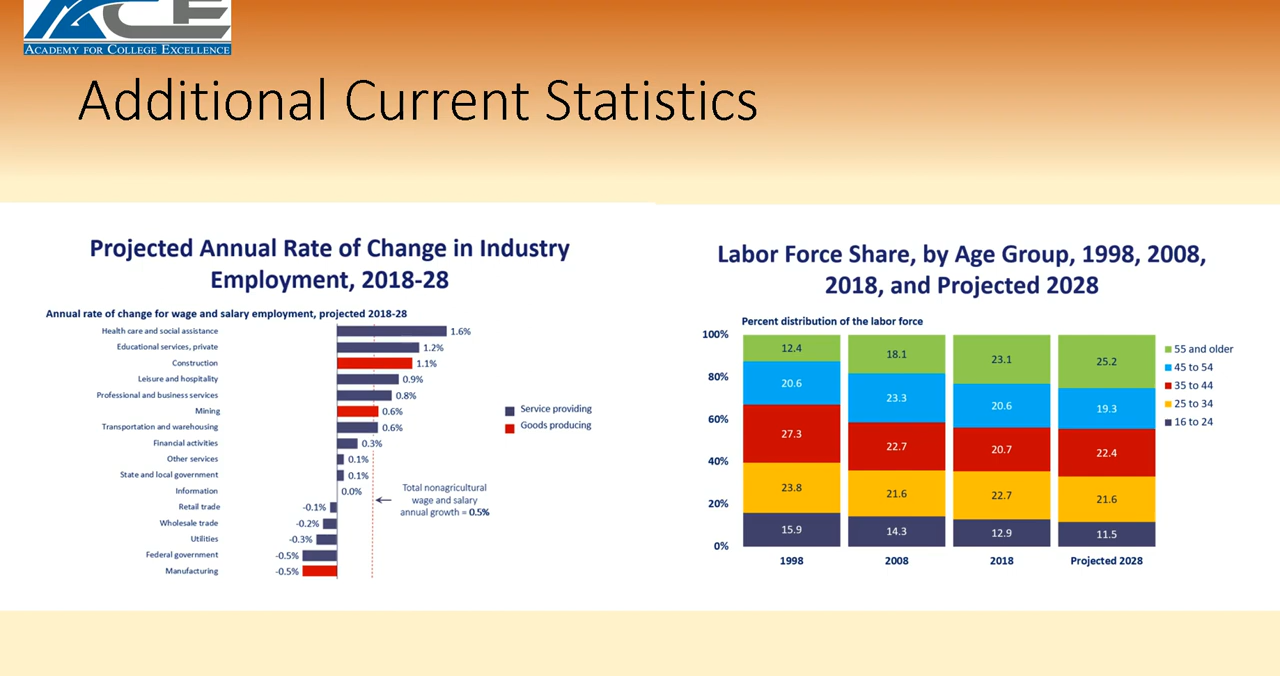 ACE
ACADEMY FOR COLLEGE EXCELLENCE
Additional Current Statistics
Projected Annual Rate of Change in Industry
Employment, 2018-28
Annual rate of change for wage and salary employment, projected 2018-28
Health care and social assistance 1.6%
Educational services, private 1.2%
Construction 1.1%
Leisure and hospitality 0.9%
Professional and business services 0.8%
Mining 0.6%
Transportation and warehousing 0.6%
Financial activities 0.3%
Other services 0.1%
State and local government 0.1%
Information 0.0%
Retail trade -0.1%
Wholesale trade -0.2%
Utilities -0.3%
Federal government -0.5%
Manufacturing -0.5%
Service providing
Goods producing
Total nonagricultural
wage and salary
annual growth = 0.5%
Labor Force Share, by Age Group, 1998, 2008,
2018, and Projected 2028
Percent distribution of the labor force
100%
80%
60%
40%
20%
0%
12.4 18.1 23.1 25.2
20.6 23.3 20.6 19.3
27.3 22.7 20.7 22.4
23.8 21.6 22.7 21.6
15.9 14.3 12.9 11.5
1998 2008 2018 Projected 2028
55 and older
45 to 54
35 to 44
25 to 34
16 to 24